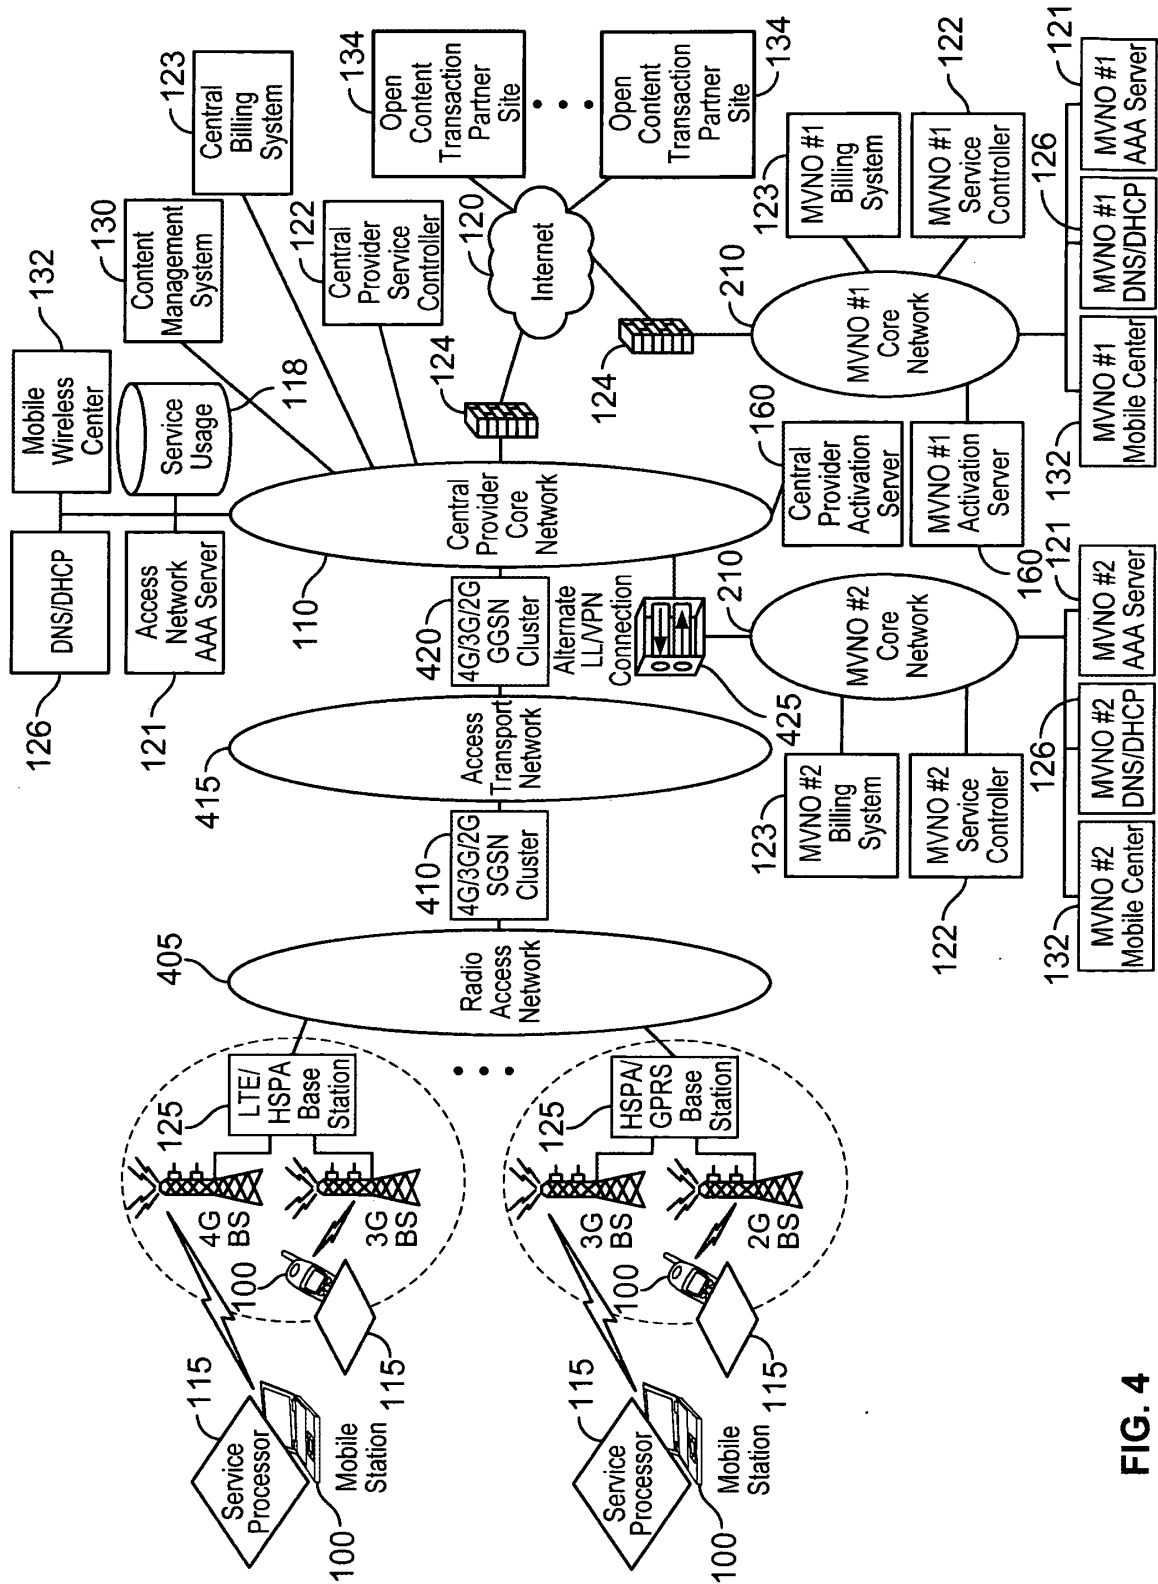 Mobile
Wireless
Center
132
DNS/DHCP
126
Service
Usage
118
Access
Network
AAA Server
121
Content
Management
System
130
Central
Billing
System
123
Central
Provider
Service
Controller
122
124
Internet
120
Open
Content
Transaction
Partner
Site
134
Open
Content
Transaction
Partner
Site
134
Service
Processor
115
Mobile
Station
100
100
115
4G
BS
3G
BS
125
LTE/
HSPA
Base
Station
Service
Processor
115
Mobile
Station
100
100
115
3G
BS
2G
BS
125
HSPA/
GPRS
Base
Station
405
Radio
Access
Network
410
4G/3G/2G
SGSN
Cluster
415
Access
Transport
Network
420
4G/3G/2G
GGSN
Cluster
110
Central
Provider
Core
Network
Alternate
LL/VPN
Connection
425
210
MVNO #2
Core
Network
123
MVNO #2
Billing
System
122
MVNO #2
Service
Controller
132
MVNO #2
Mobile Center
126
MVNO #2
DNS/DHCP
121
MVNO #2
AAA Server
160
Central
Provider
Activation
Server
160
MVNO #1
Activation
Server
124
210
MVNO #1
Core
Network
123
MVNO #1
Billing
System
122
MVNO #1
Service
Controller
132
MVNO #1
Mobile Center
126
MVNO #1
DNS/DHCP
121
MVNO #1
AAA Server
FIG. 4